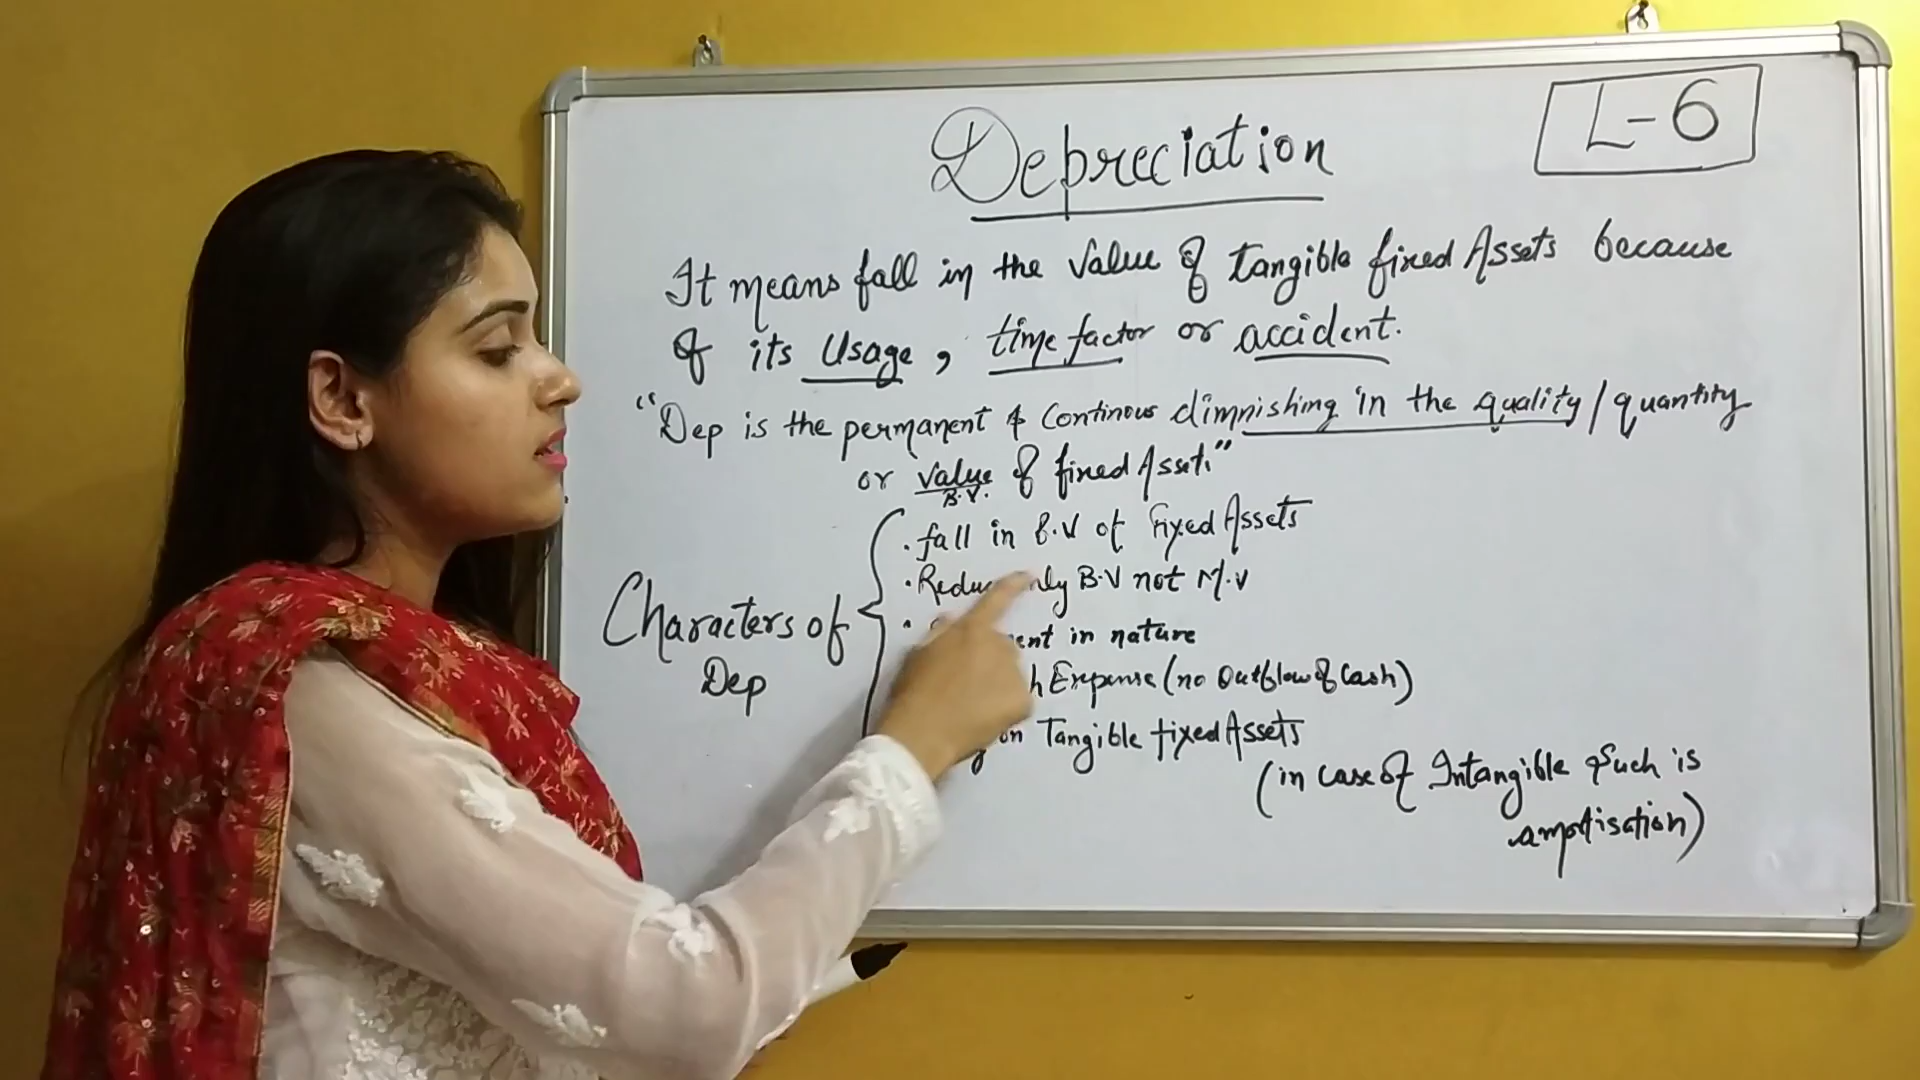 L-6
Depreciation
It means fall in the Value of tangible fixed Assets because
of its Usage, time factor or accident.
"Dep is the permanent & Continous dimnishing in the quality/quantity
or value of fixed Assets"
B.V.
Characters of
Dep
. fall in B.V of Fixed Assets
. Reduce only B.V not M.V
. in nature
Expense (no Outflow of Cash)
on Tangible fixed Assets
(in case of Intangible Such is
amortisation)